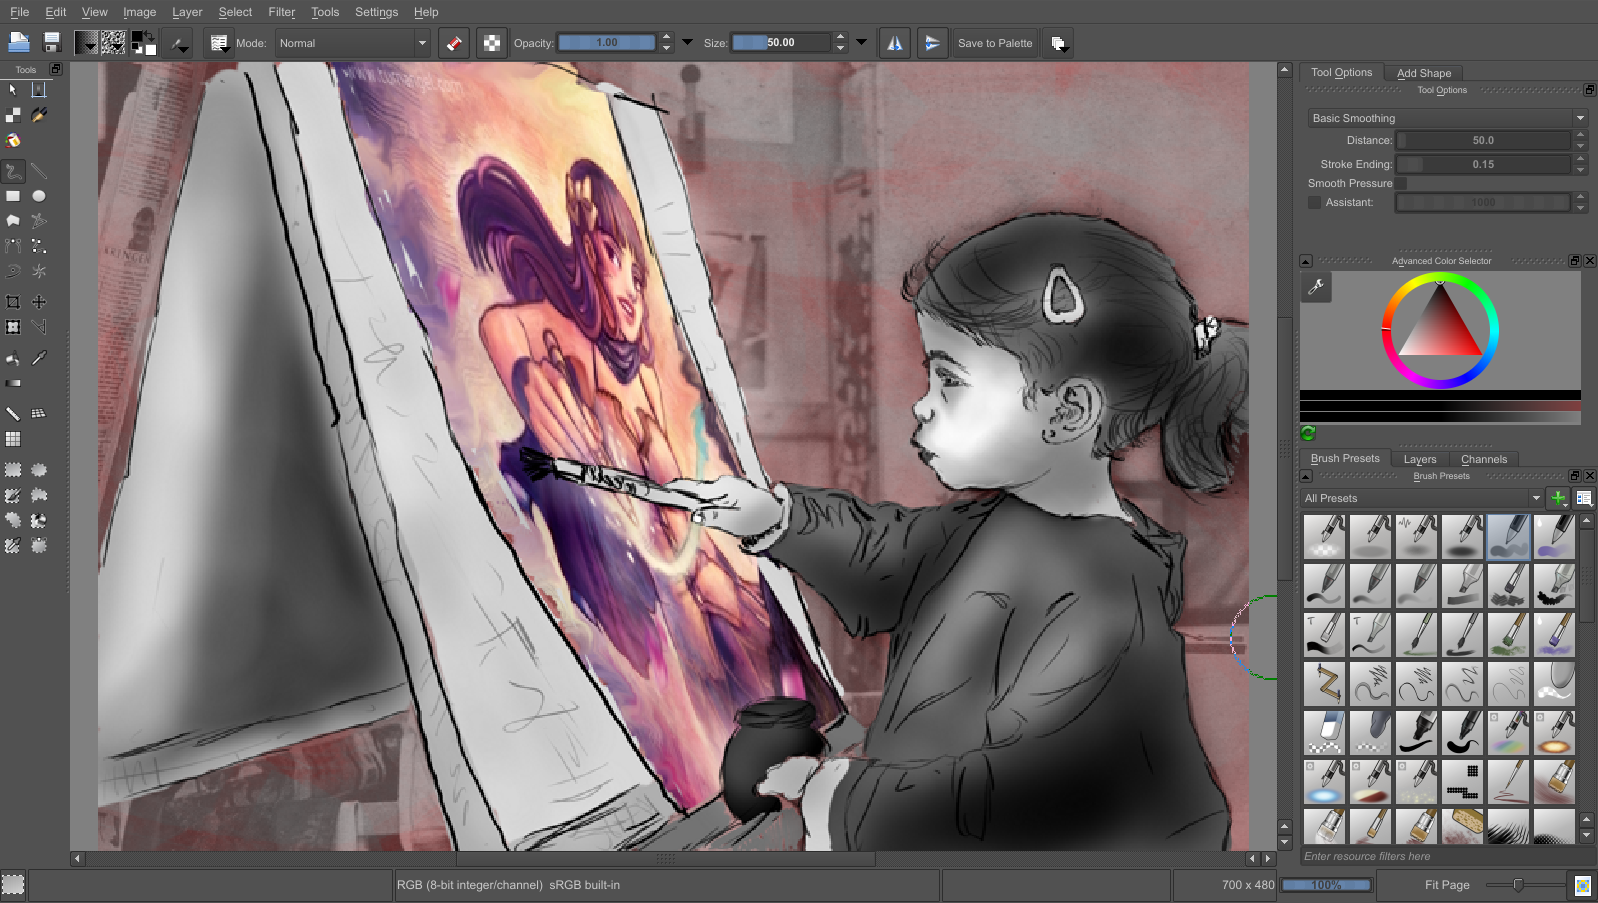 File Edit View Image Layer Select Filter Tools Settings Help
Mode: Normal Opacity: 1.00 Size: 50.00 Save to Palette
Tools
Tool Options Add Shape
Tool Options
Basic Smoothing
Distance: 50.0
Stroke Ending: 0.15
Smooth Pressure
Assistant: 1000
Advanced Color Selector
Brush Presets Layers Channels
Brush Presets
All Presets
T T
Enter resource filters here
RGB (8-bit integer/channel) sRGB built-in 700 x 480 100% Fit Page